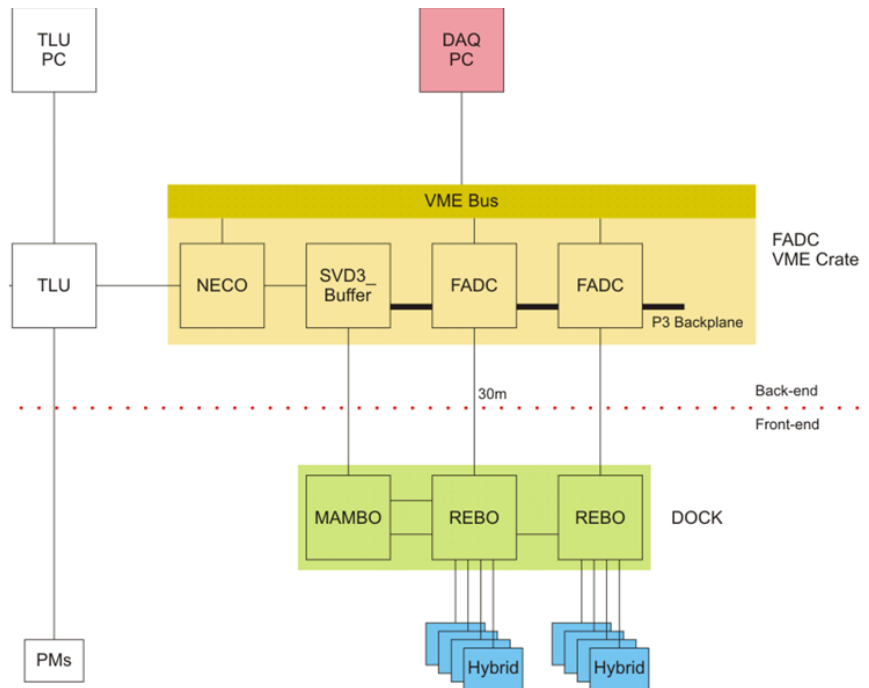 TLU
PC
DAQ
PC
VME Bus
FADC
VME Crate
TLU
NECO
SVD3_
Buffer
FADC
FADC
P3 Backplane
30m
Back-end
Front-end
MAMBO
REBO
REBO
DOCK
PMs
Hybrid
Hybrid